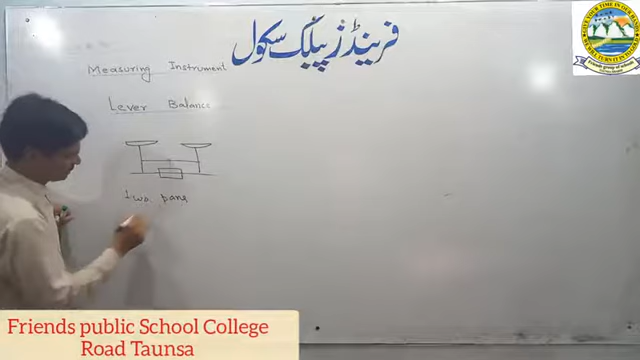 فرینڈز پبلک سکول
Measuring Instrument
Lever Balance
two pans
Friends public School College
Road Taunsa